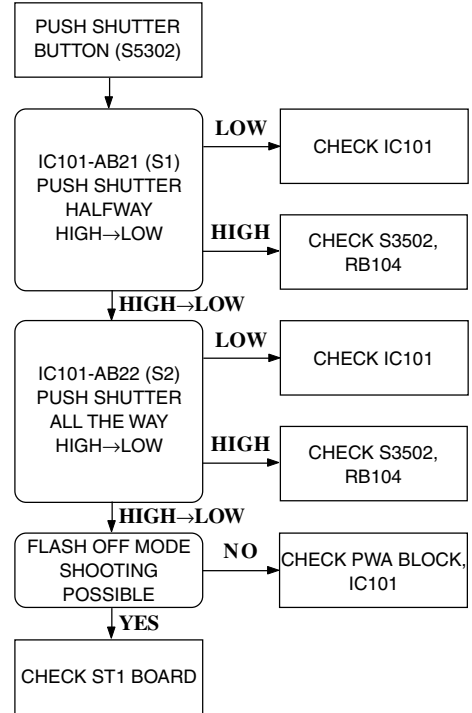 PUSH SHUTTER
BUTTON (S5302)
IC101-AB21 (S1)
PUSH SHUTTER
HALFWAY
HIGH→LOW
LOW
CHECK IC101
HIGH
CHECK S3502,
RB104
HIGH→LOW
IC101-AB22 (S2)
PUSH SHUTTER
ALL THE WAY
HIGH→LOW
LOW
CHECK IC101
HIGH
CHECK S3502,
RB104
HIGH→LOW
FLASH OFF MODE
SHOOTING
POSSIBLE
NO
CHECK PWA BLOCK,
IC101
YES
CHECK ST1 BOARD